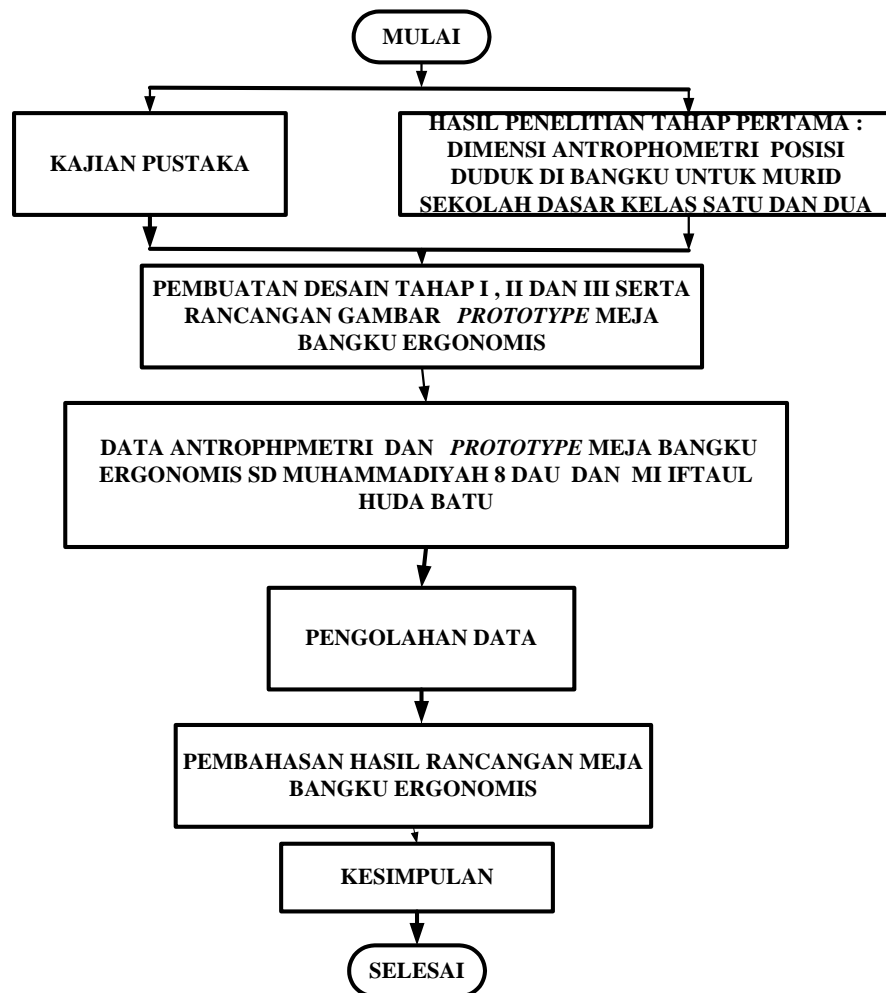 MULAI
KAJIAN PUSTAKA
HASIL PENELITIAN TAHAP PERTAMA :
DIMENSI ANTROPHOMETRI POSISI
DUDUK DI BANGKU UNTUK MURID
SEKOLAH DASAR KELAS SATU DAN DUA
PEMBUATAN DESAIN TAHAP I , II DAN III SERTA
RANCANGAN GAMBAR PROTOTYPE MEJA
BANGKU ERGONOMIS
DATA ANTROPHPMETRI DAN PROTOTYPE MEJA BANGKU
ERGONOMIS SD MUHAMMADIYAH 8 DAU DAN MI IFTAUL
HUDA BATU
PENGOLAHAN DATA
PEMBAHASAN HASIL RANCANGAN MEJA
BANGKU ERGONOMIS
KESIMPULAN
SELESAI